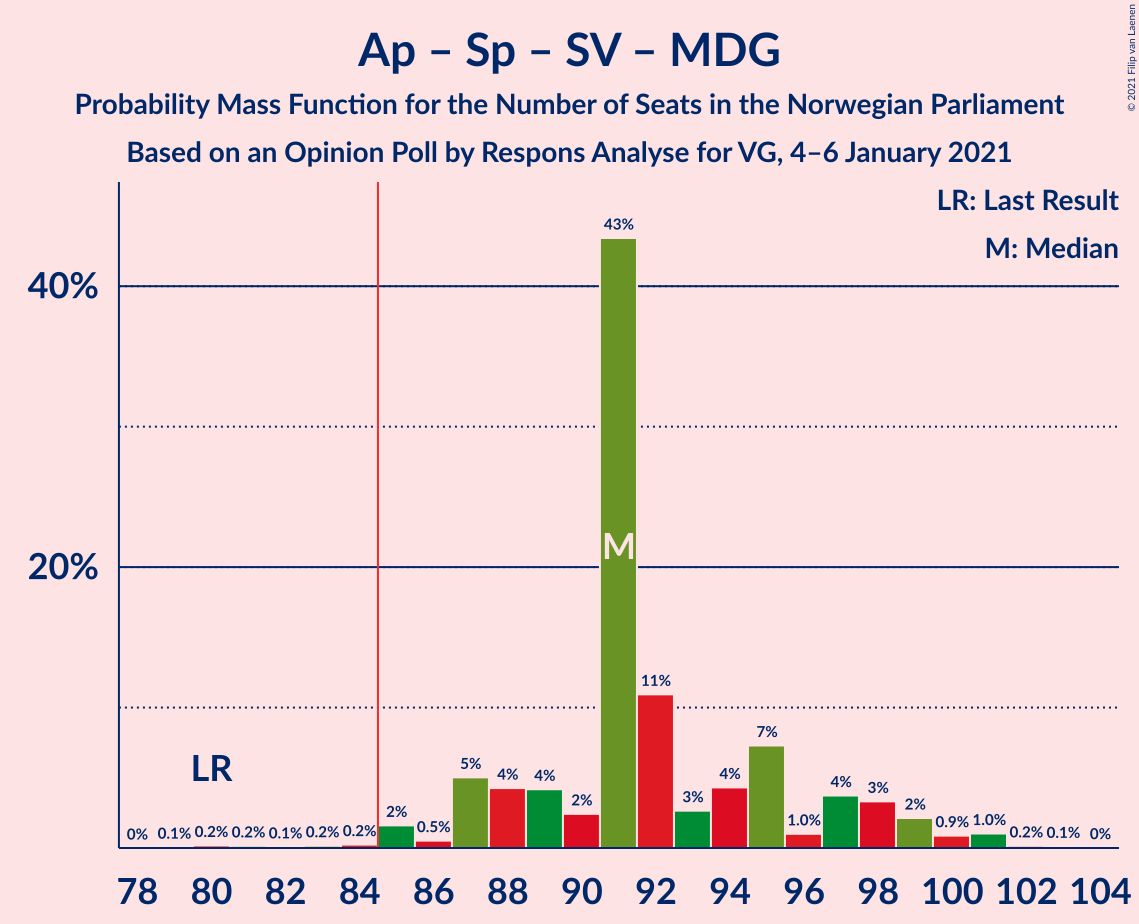 © 2021 Filip van Laenen
Ap – Sp – SV – MDG
Probability Mass Function for the Number of Seats in the Norwegian Parliament
Based on an Opinion Poll by Respons Analyse for VG, 4–6 January 2021
LR: Last Result
M: Median
40%
20%
43%
M
11%
LR
0% 0.1% 0.2% 0.2% 0.1% 0.2% 0.2% 2% 0.5% 5% 4% 4% 2% 3% 4% 7% 1.0% 4% 3% 2% 0.9% 1.0% 0.2% 0.1% 0%
78 80 82 84 86 88 90 92 94 96 98 100 102 104